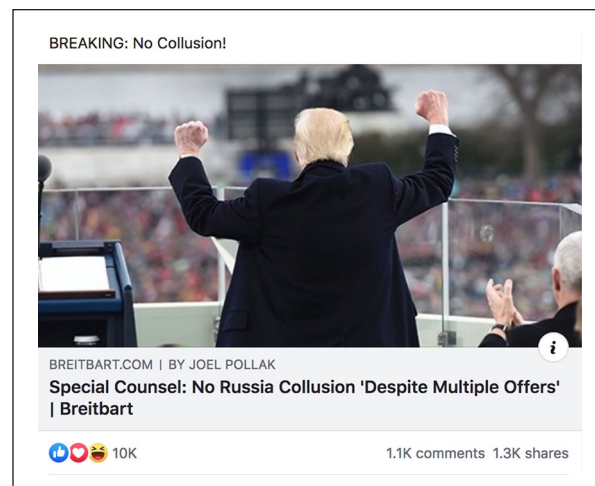 BREAKING: No Collusion!
BREITBART.COM | BY JOEL POLLAK
Special Counsel: No Russia Collusion 'Despite Multiple Offers'
| Breitbart
10K
1.1K comments 1.3K shares